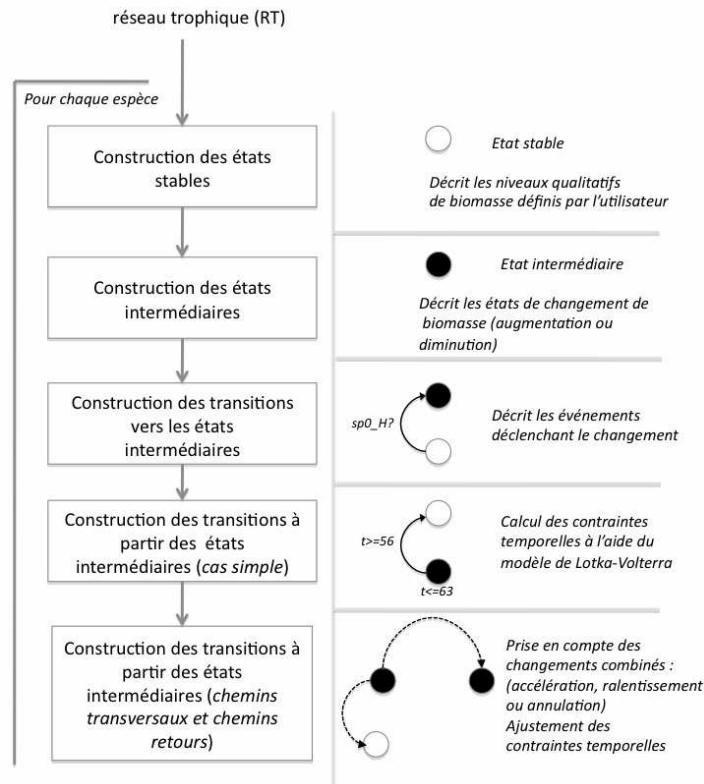 réseau trophique (RT)
Pour chaque espèce
Construction des états
stables
Etat stable
Décrit les niveaux qualitatifs
de biomasse définis par l'utilisateur
Construction des états
intermédiaires
Etat intermédiaire
Décrit les états de changement de
biomasse (augmentation ou
diminution)
Construction des transitions
vers les états
intermédiaires
sp0_H?
Décrit les événements
déclenchant le changement
Construction des transitions à
partir des états
intermédiaires (cas simple)
t>=56
t<=63
Calcul des contraintes
temporelles à l'aide du
modèle de Lotka-Volterra
Construction des transitions à
partir des états
intermédiaires (chemins
transversaux et chemins
retours)
Prise en compte des
changements combinés :
(accélération, ralentissement
ou annulation)
Ajustement des
contraintes temporelles